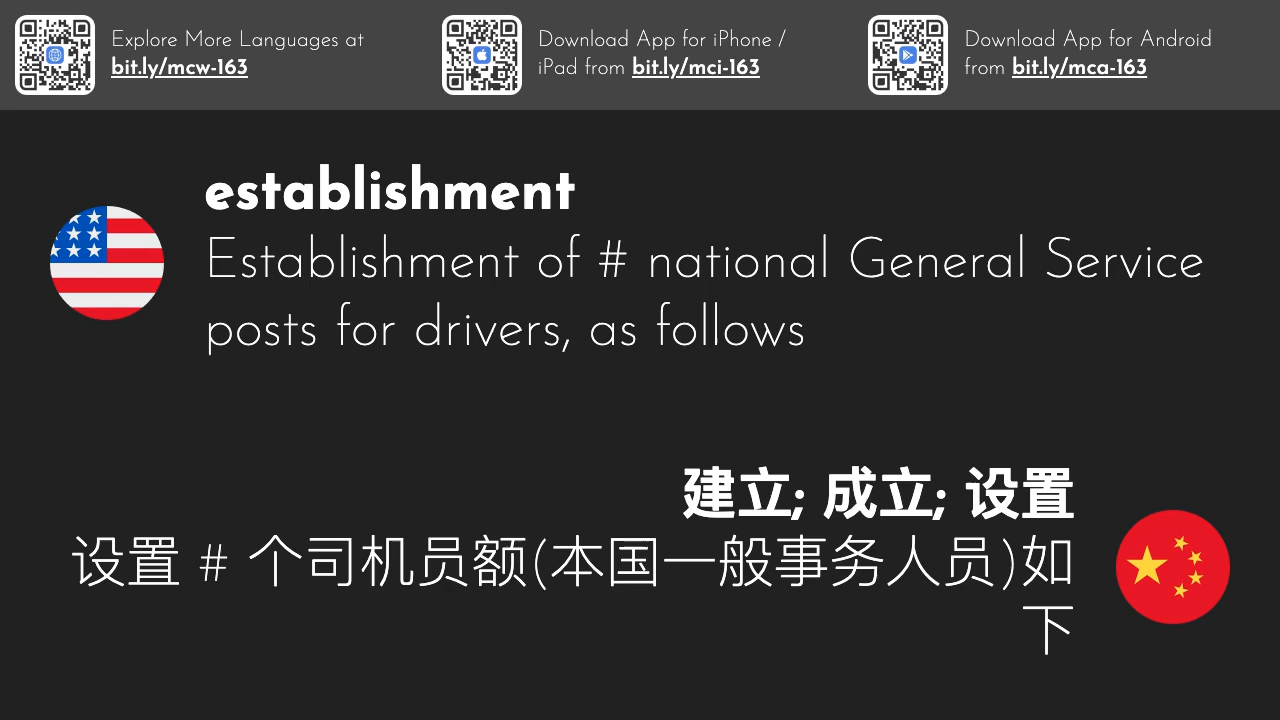 Explore More Languages at
bit.ly/mcw-163
Download App for iPhone /
iPad from bit.ly/mci-163
Download App for Android
from bit.ly/mca-163
establishment
Establishment of # national General Service
posts for drivers, as follows
建立; 成立; 设置
设置 # 个司机员额(本国一般事务人员)如
下